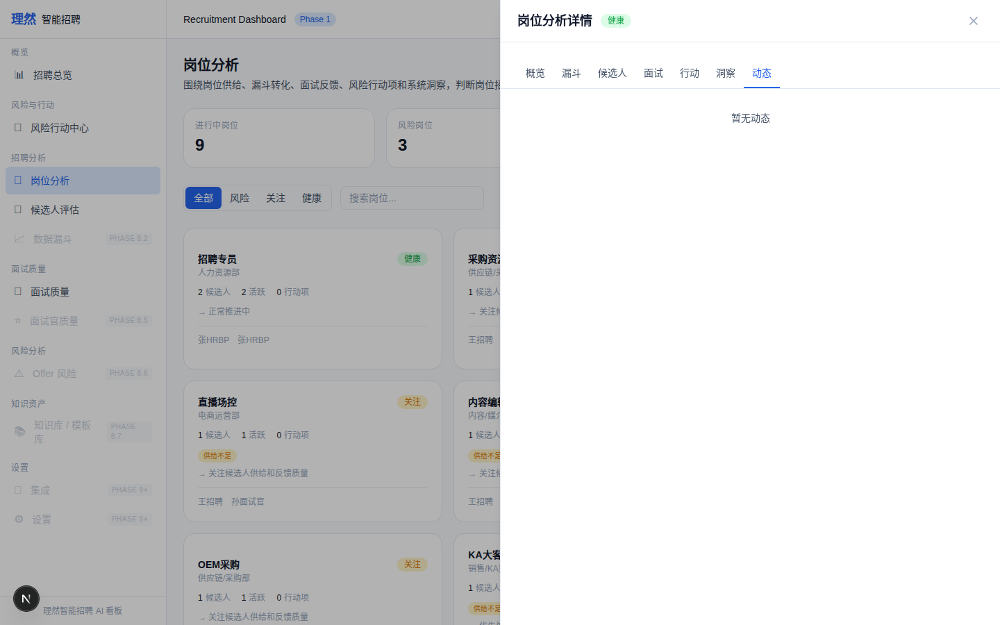 理然 智能招聘
概览
招聘总览
风险与行动
风险行动中心
招聘分析
岗位分析
候选人评估
数据漏斗 PHASE 8.2
面试质量
面试质量
面试官质量 PHASE 8.5
风险分析
Offer 风险 PHASE 8.6
知识资产
知识库 / 模板
库
PHASE
8.7
设置
集成 PHASE 9+
设置 PHASE 9+
理然智能招聘 AI 看板
Recruitment Dashboard Phase 1
岗位分析
围绕岗位供给、漏斗转化、面试反馈、风险行动项和系统洞察，判断岗位招
进行中岗位
9
风险岗位
3
全部 风险 关注 健康 搜索岗位...
招聘专员 健康
人力资源部
2 候选人 2 活跃 0 行动项
→ 正常推进中
张HRBP 张HRBP
采购资
供应链/
1 候选人
→ 关注
王招聘
直播场控 关注
电商运营部
1 候选人 1 活跃 0 行动项
供给不足
→ 关注候选人供给和反馈质量
王招聘 孙面试官
内容编
内容/媒
1 候选人
供给不足
→ 关注
王招聘
OEM采购 关注
供应链/采购部
1 候选人 1 活跃 0 行动项
→ 关注候选人供给和反馈质量
KA大客
销售/KA
1 候选人
供给不足
岗位分析详情 健康
概览 漏斗 候选人 面试 行动 洞察 动态
暂无动态